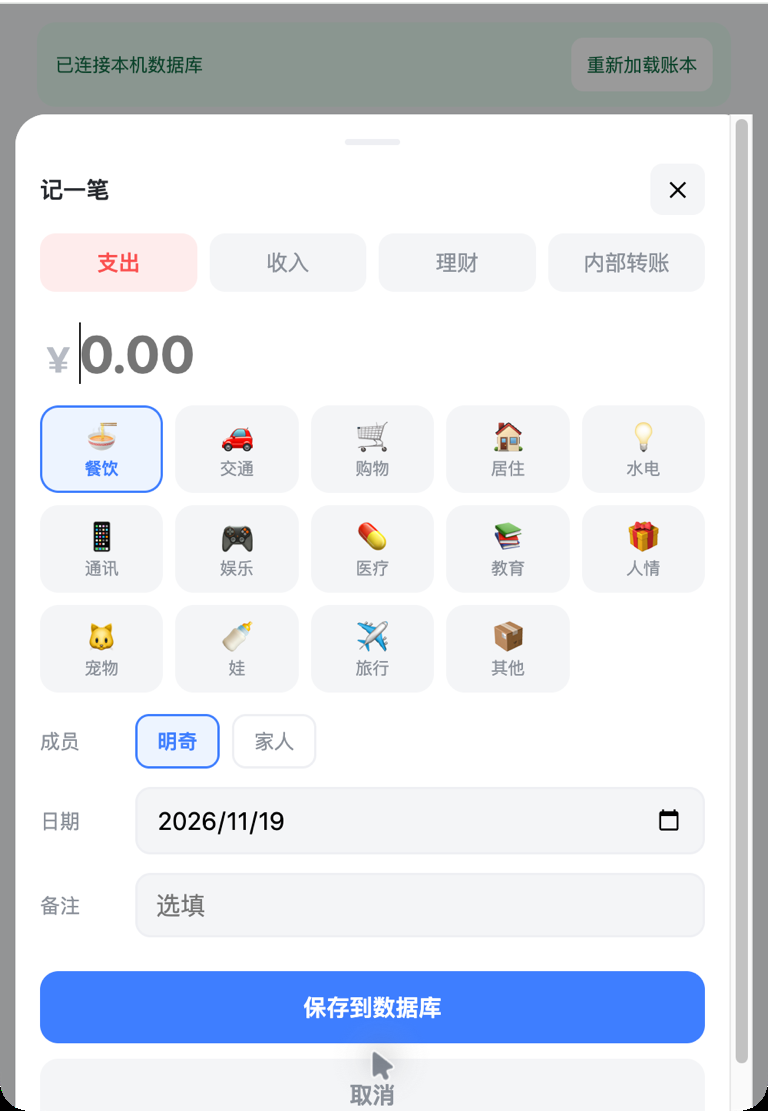 已连接本机数据库 重新加载账本
记一笔
支出 收入 理财 内部转账
¥ 0.00
餐饮 交通 购物 居住 水电
通讯 娱乐 医疗 教育 人情
宠物 娃 旅行 其他
成员 明奇 家人
日期 2026/11/19
备注 选填
保存到数据库
取消